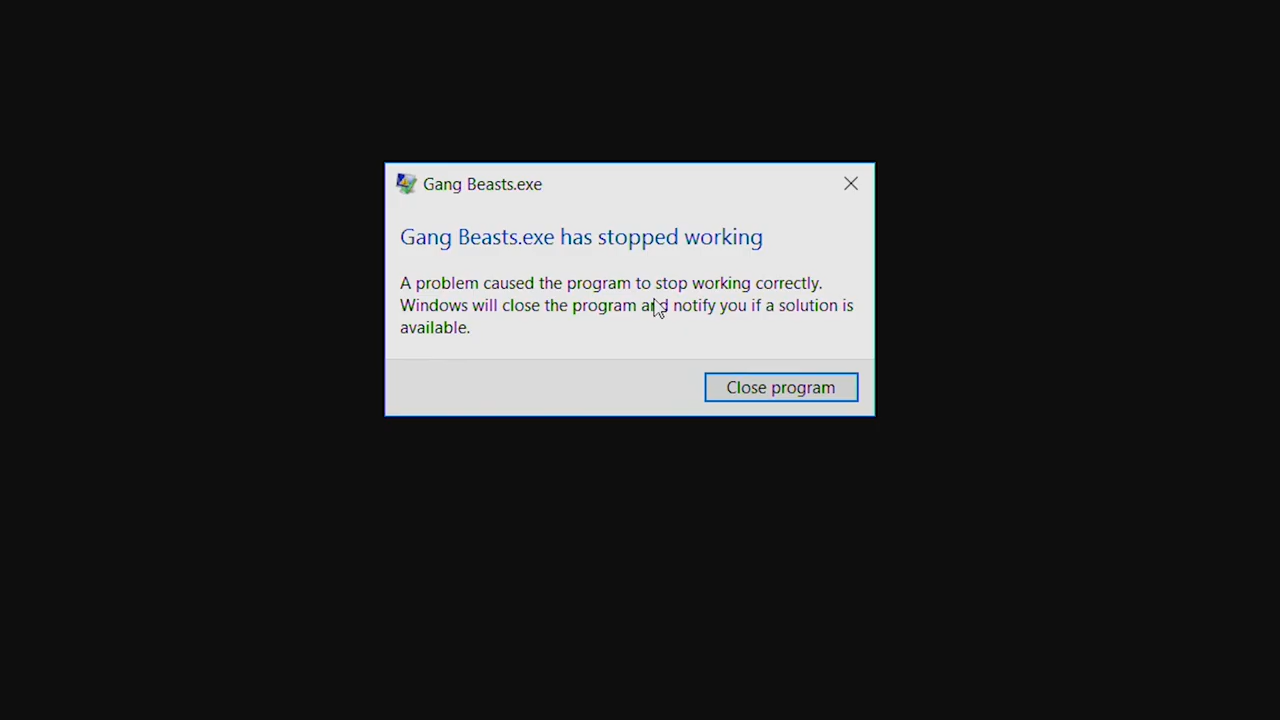 Gang Beasts.exe
Gang Beasts.exe has stopped working
A problem caused the program to stop working correctly.
Windows will close the program and notify you if a solution is
available.
Close program